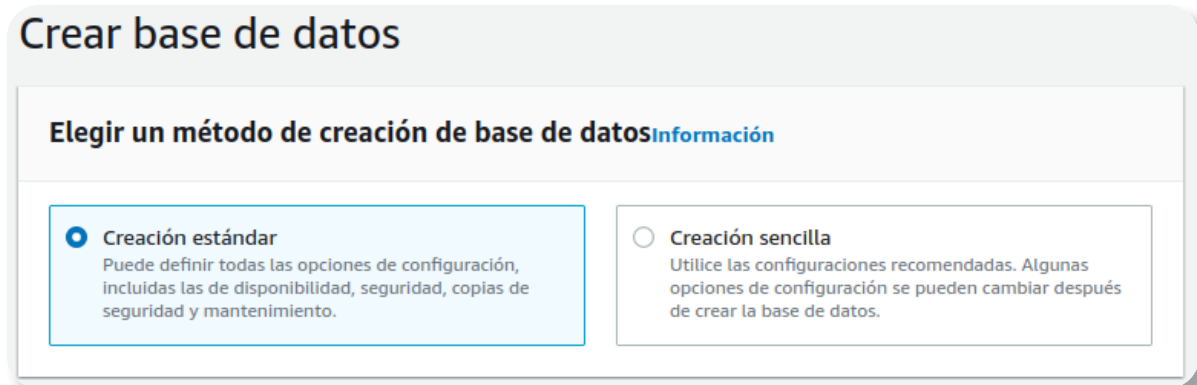 Crear base de datos
Elegir un método de creación de base de datos Información
Creación estándar
Puede definir todas las opciones de configuración,
incluidas las de disponibilidad, seguridad, copias de
seguridad y mantenimiento.
Creación sencilla
Utilice las configuraciones recomendadas. Algunas
opciones de configuración se pueden cambiar después
de crear la base de datos.